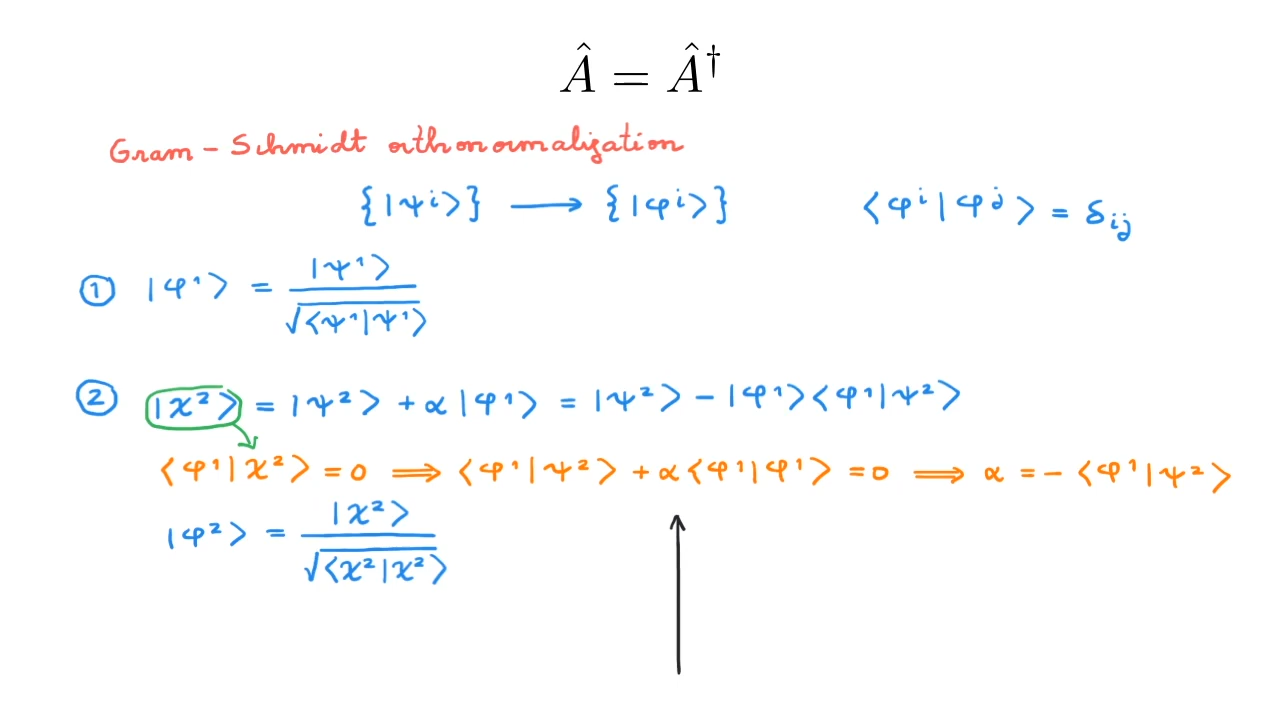 Â = Â†
Gram - Schmidt orthonormalization
{|ψⁱ⟩} ⟶ {|φⁱ⟩} ⟨φⁱ|φʲ⟩ = δᵢⱼ
① |φ¹⟩ = |ψ¹⟩ / √⟨ψ¹|ψ¹⟩
② |χ²⟩ = |ψ²⟩ + α|φ¹⟩ = |ψ²⟩ - |φ¹⟩⟨φ¹|ψ²⟩
⟨φ¹|χ²⟩ = 0 ⟹ ⟨φ¹|ψ²⟩ + α⟨φ¹|φ¹⟩ = 0 ⟹ α = - ⟨φ¹|ψ²⟩
|φ²⟩ = |χ²⟩ / √⟨χ²|χ²⟩